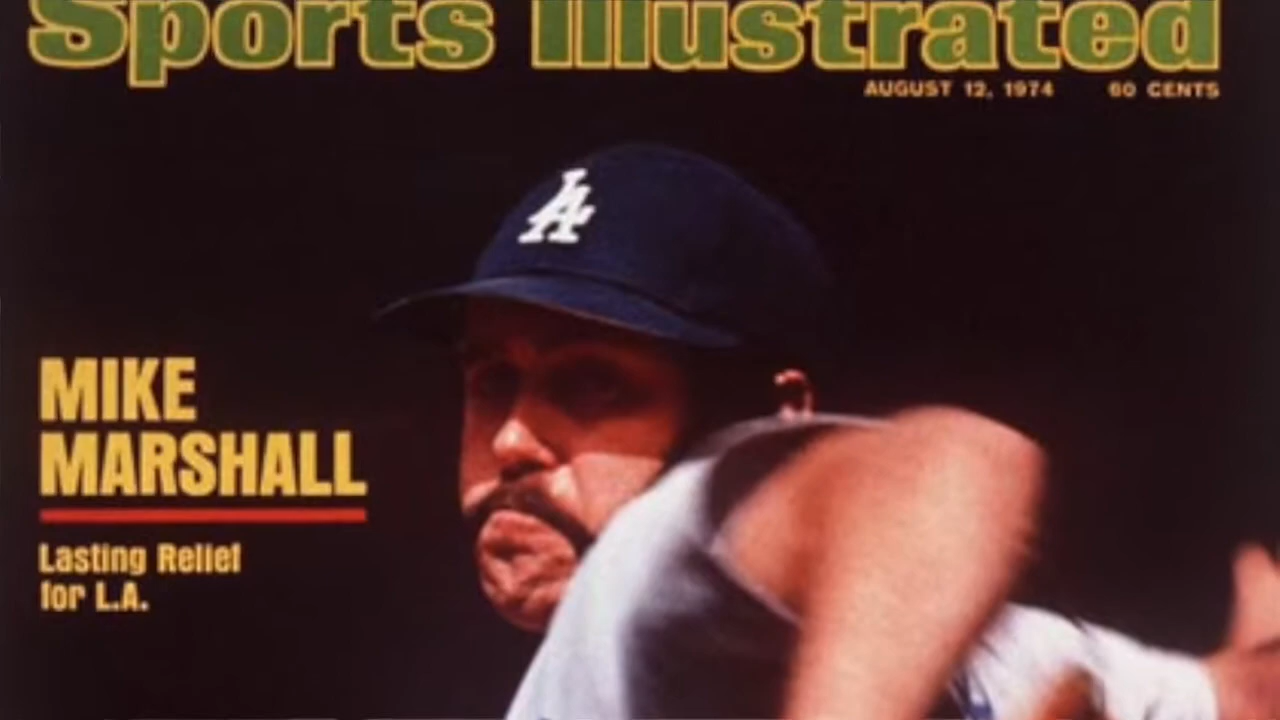 Sports Illustrated
AUGUST 12, 1974 60 CENTS
LA
MIKE
MARSHALL
Lasting Relief
for L.A.